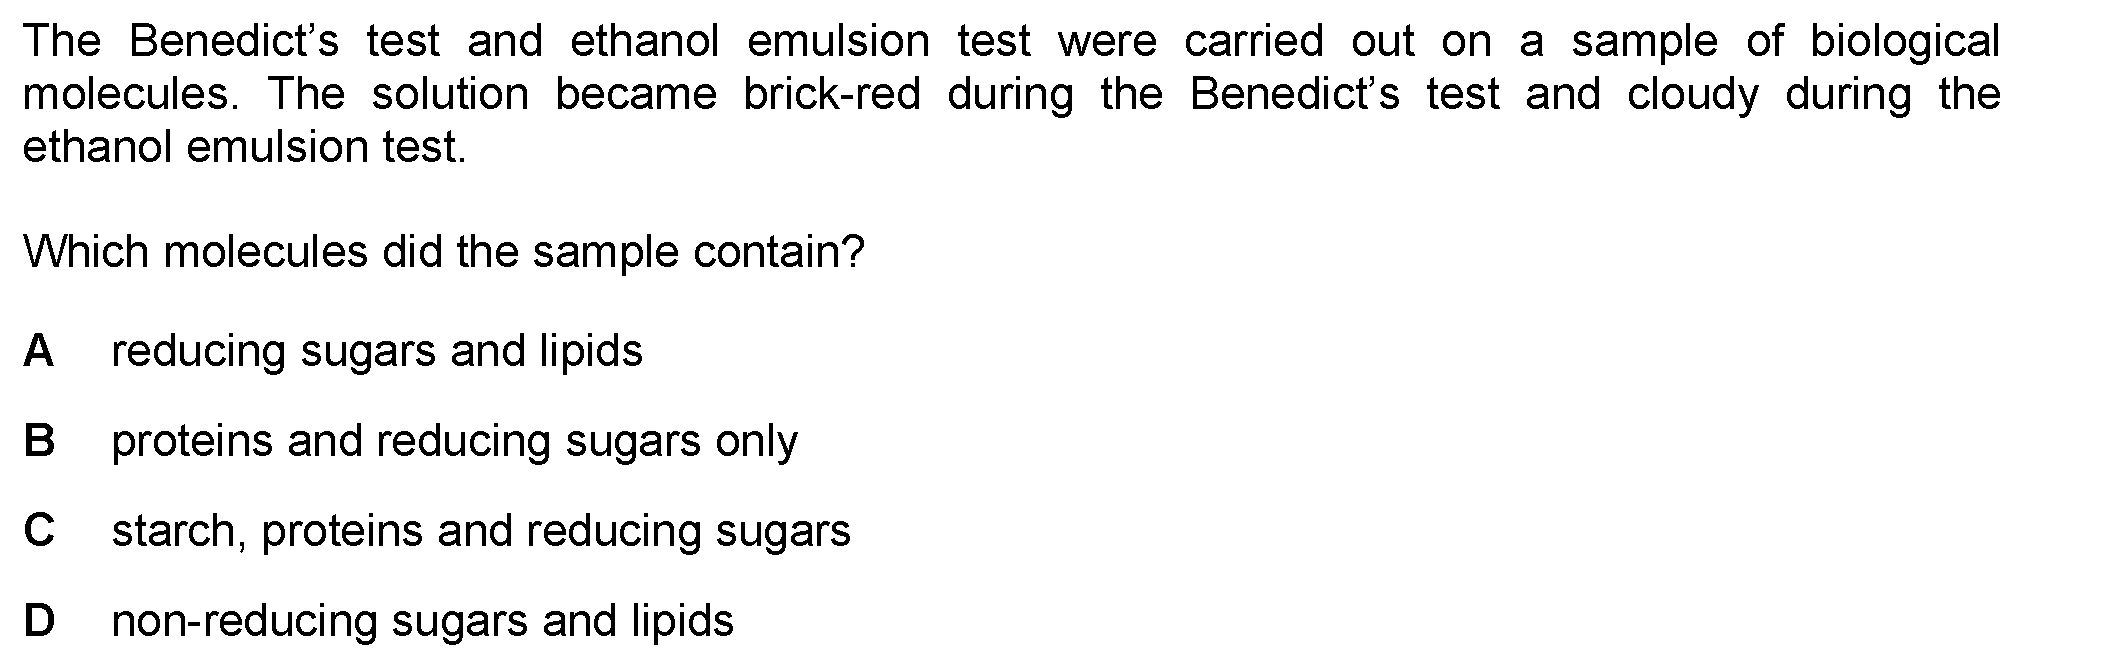 The Benedict’s test and ethanol emulsion test were carried out on a sample of biological
molecules. The solution became brick-red during the Benedict’s test and cloudy during the
ethanol emulsion test.
Which molecules did the sample contain?
A reducing sugars and lipids
B proteins and reducing sugars only
C starch, proteins and reducing sugars
D non-reducing sugars and lipids